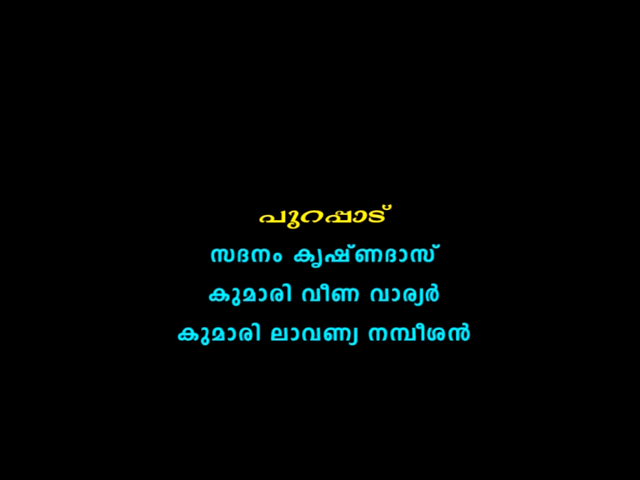 പുറപ്പാട്
സദനം കൃഷ്ണദാസ്
കുമാരി വീണ വാര്യർ
കുമാരി ലാവണ്യ നമ്പീശൻ